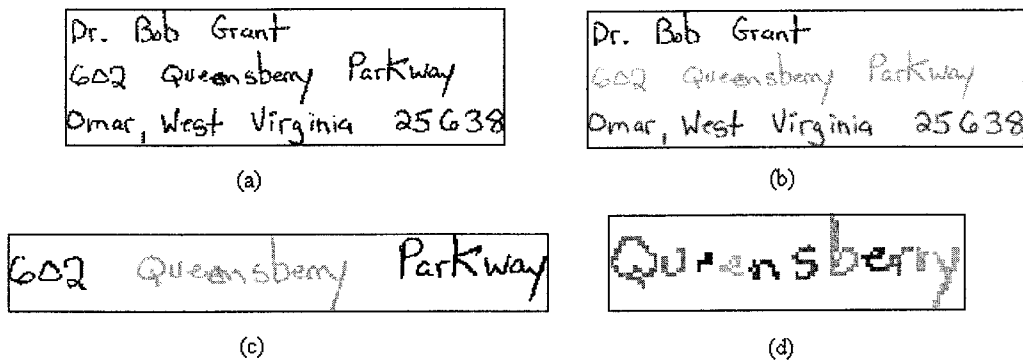 Dr. Bob Grant
602 Queensberry Parkway
Omar, West Virginia 25638
(a)
Dr. Bob Grant
602 Queensberry Parkway
Omar, West Virginia 25638
(b)
602 Queensberry Parkway
(c)
Queensberry
(d)